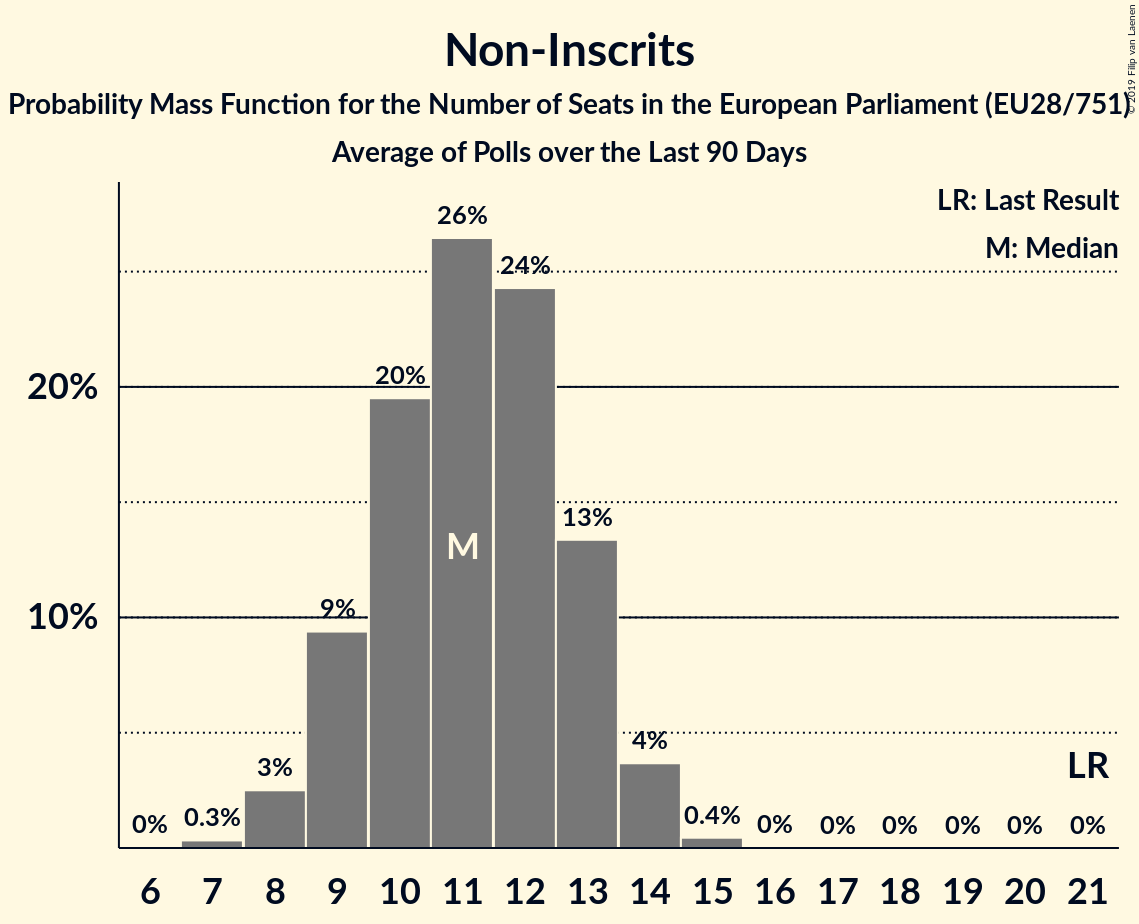 Non-Inscrits
Probability Mass Function for the Number of Seats in the European Parliament (EU28/751)
Average of Polls over the Last 90 Days
© 2019 Filip van Laenen
LR: Last Result
M: Median
26%
24%
20%
20%
13%
M
10%
9%
4%
3%
LR
0%
0.3%
0.4%
0%
0%
0%
0%
0%
0%
6 7 8 9 10 11 12 13 14 15 16 17 18 19 20 21